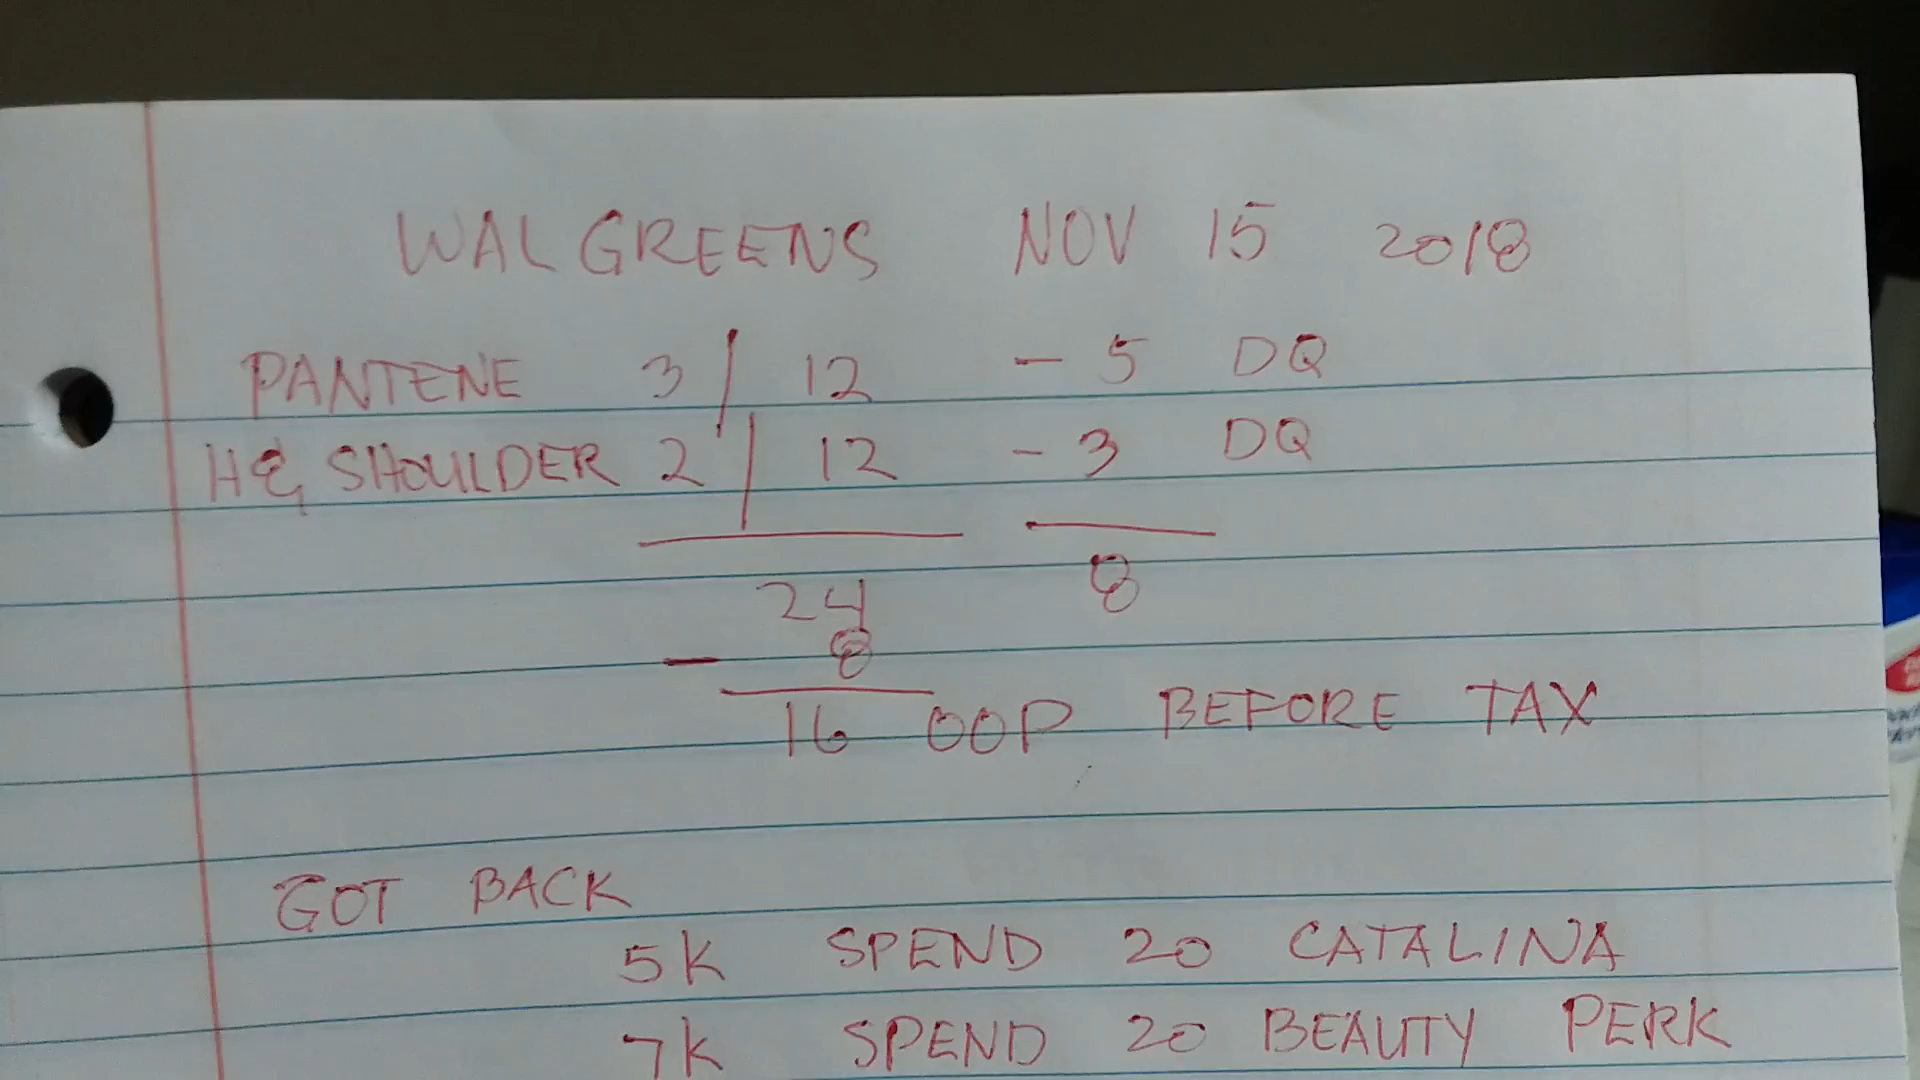 WALGREENS NOV 15 2018
PANTENE 3/12 - 5 DQ
H& SHOULDER 2/12 - 3 DQ
24 8
- 8
16 OOP BEFORE TAX
GOT BACK
5K SPEND 20 CATALINA
7K SPEND 20 BEAUTY PERK